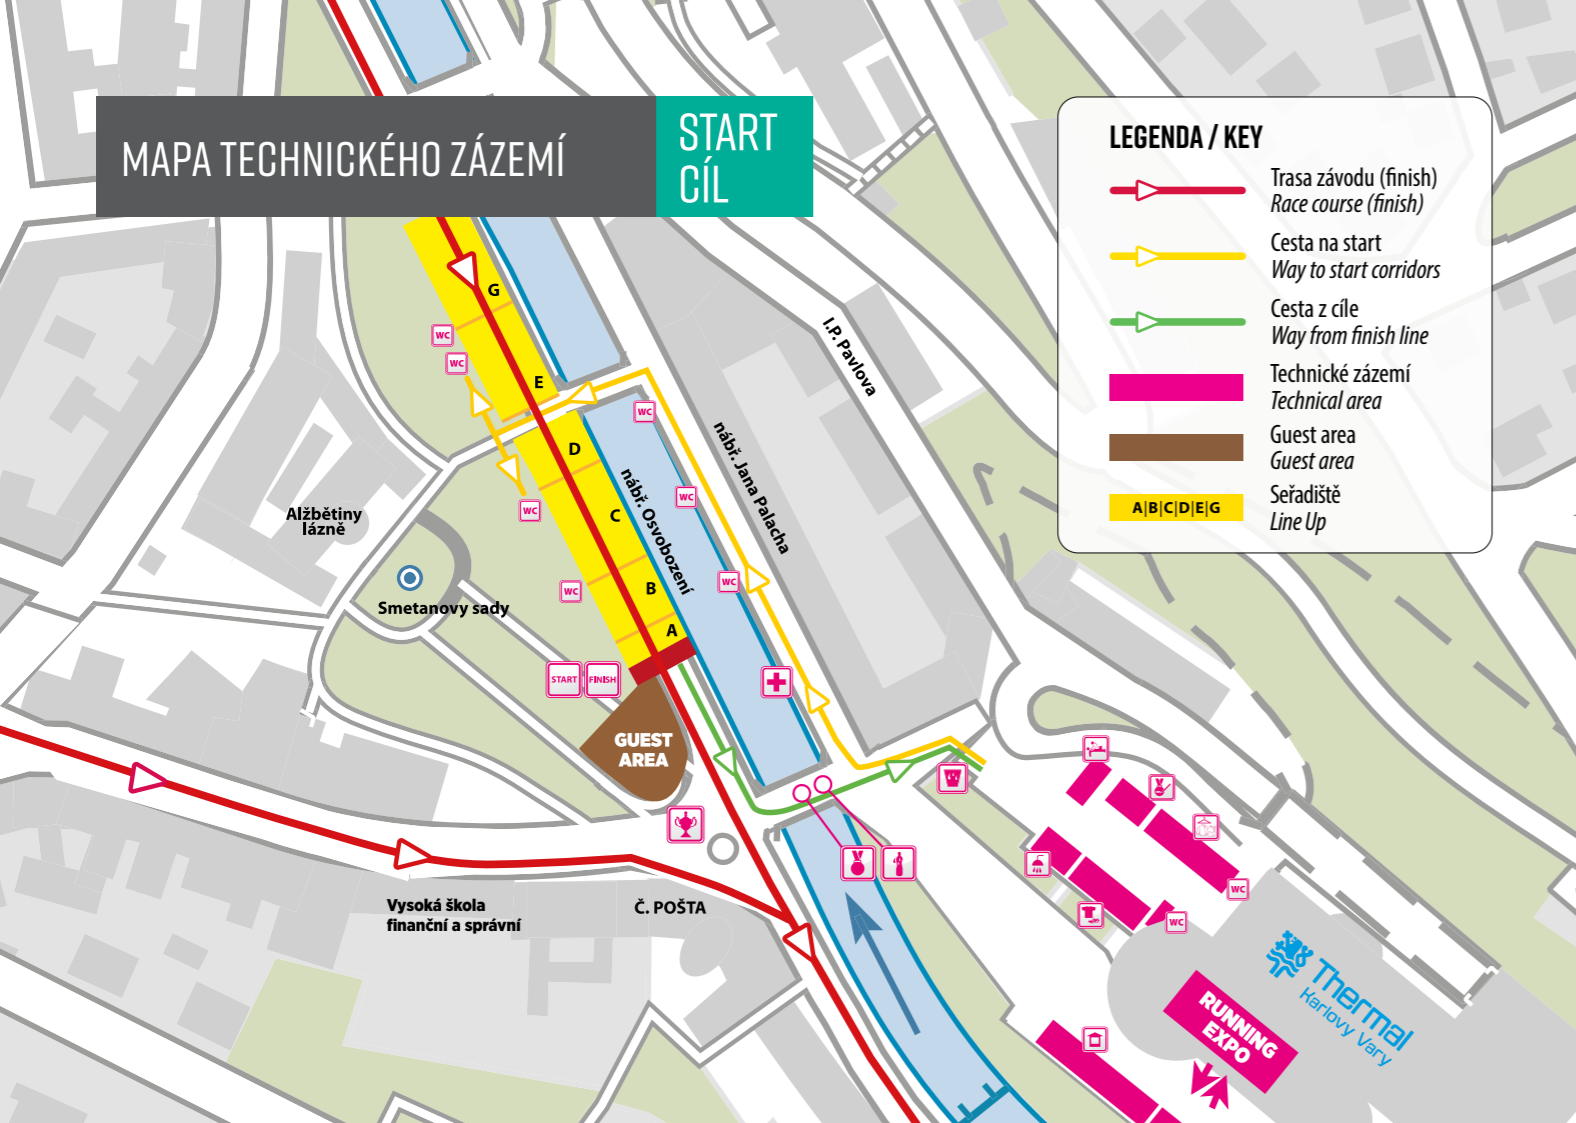 MAPA TECHNICKÉHO ZÁZEMÍ
START
CÍL
LEGENDA / KEY
Trasa závodu (finish)
Race course (finish)
Cesta na start
Way to start corridors
Cesta z cíle
Way from finish line
Technické zázemí
Technical area
Guest area
Guest area
A|B|C|D|E|G
Seřadiště
Line Up
G
WC
WC
E
I.P. Pavlova
WC
D
nábř. Jana Palacha
WC
nábř. Osvobození
C
WC
Alžbětiny
lázně
WC
B
WC
Smetanovy sady
A
START
FINISH
GUEST
AREA
Vysoká škola
finanční a správní
Č. POŠTA
WC
WC
Thermal
Karlovy Vary
RUNNING
EXPO